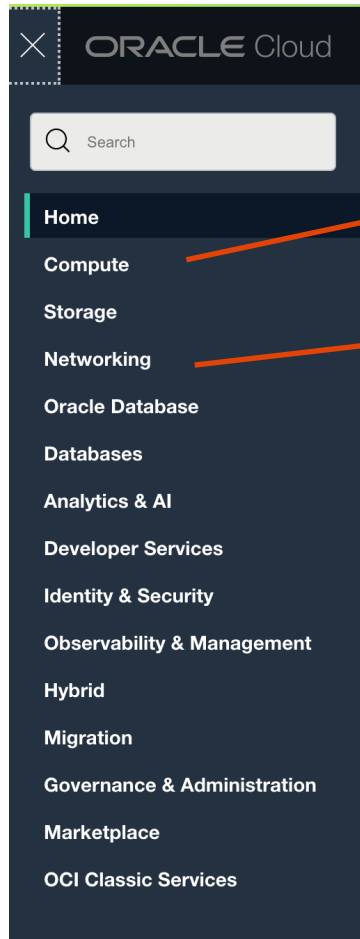 ORACLE Cloud
Search
Home
Compute
Storage
Networking
Oracle Database
Databases
Analytics & AI
Developer Services
Identity & Security
Observability & Management
Hybrid
Migration
Governance & Administration
Marketplace
OCI Classic Services